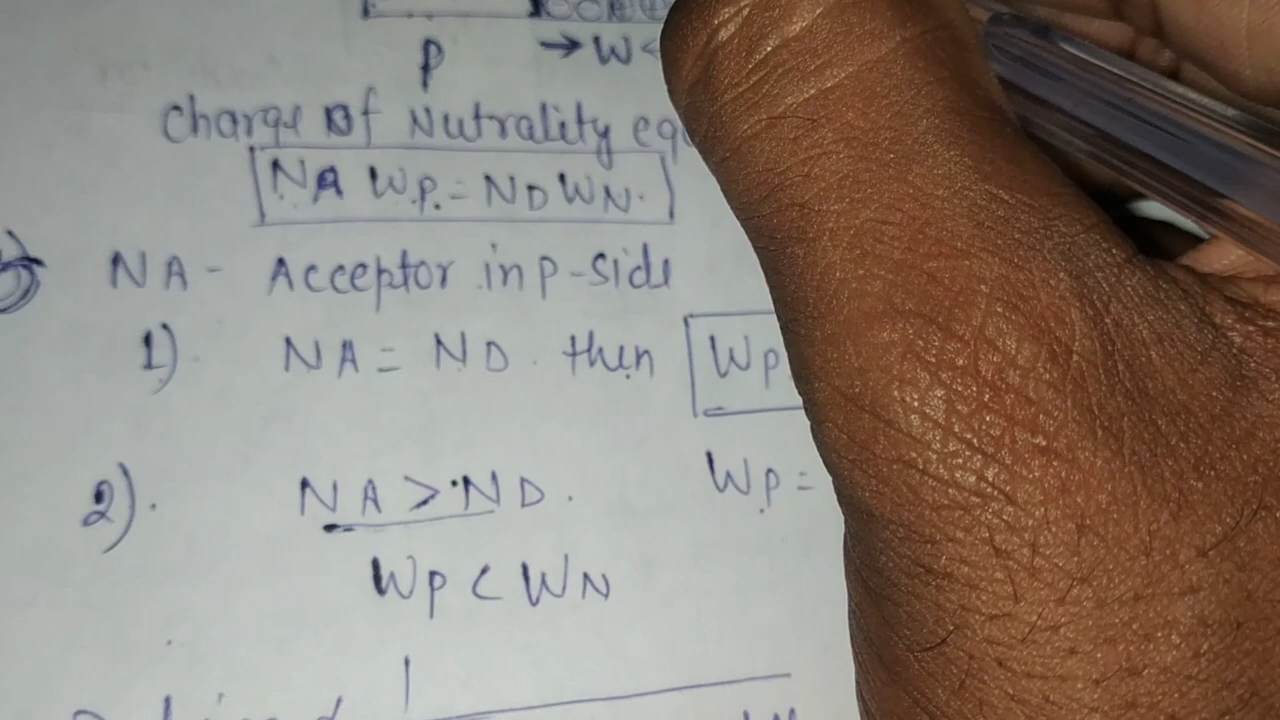 P → W <
Charge Of Nutrality equ
NA WP. = ND WN.
NA - Acceptor in p-side
1). NA = ND. then WP
2). NA > ND. WP =
WP < WN